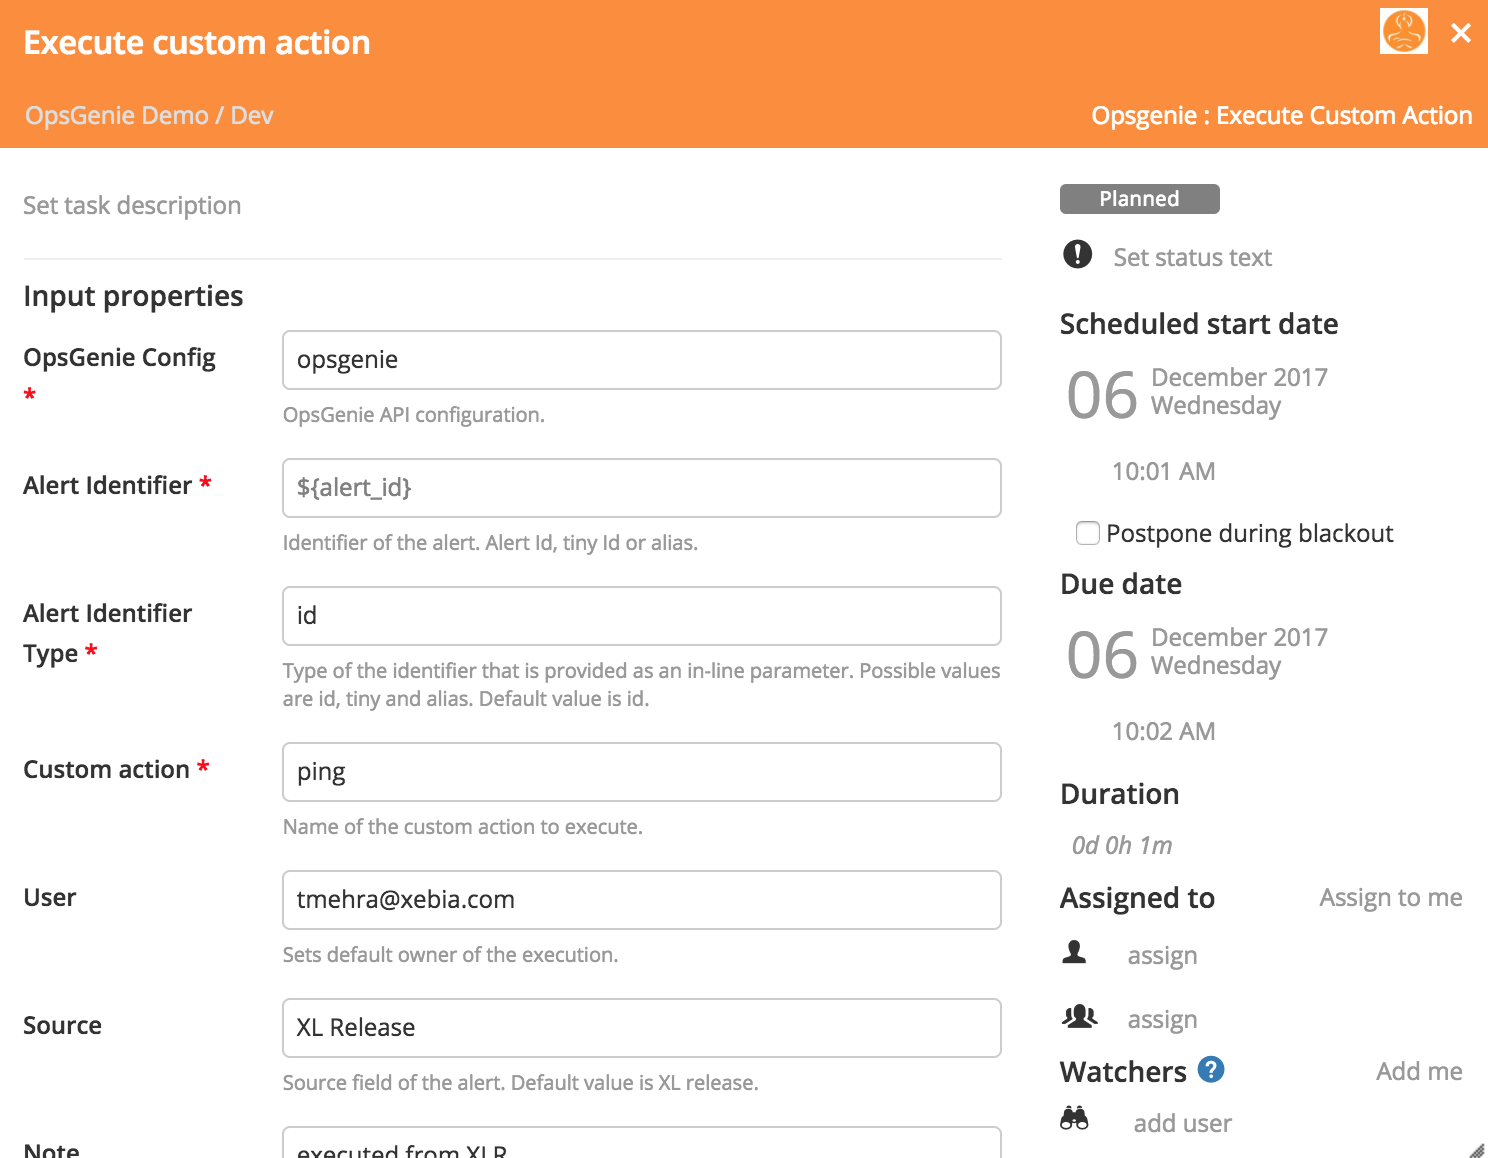 Execute custom action
OpsGenie Demo / Dev
Opsgenie : Execute Custom Action
Set task description
Input properties
OpsGenie Config
*
opsgenie
OpsGenie API configuration.
Alert Identifier *
${alert_id}
Identifier of the alert. Alert Id, tiny Id or alias.
Alert Identifier
Type *
id
Type of the identifier that is provided as an in-line parameter. Possible values
are id, tiny and alias. Default value is id.
Custom action *
ping
Name of the custom action to execute.
User
tmehra@xebia.com
Sets default owner of the execution.
Source
XL Release
Source field of the alert. Default value is XL release.
Note
executed from XLR
Planned
Set status text
Scheduled start date
06
December 2017
Wednesday
10:01 AM
Postpone during blackout
Due date
06
December 2017
Wednesday
10:02 AM
Duration
0d 0h 1m
Assigned to
Assign to me
assign
assign
Watchers ?
Add me
add user